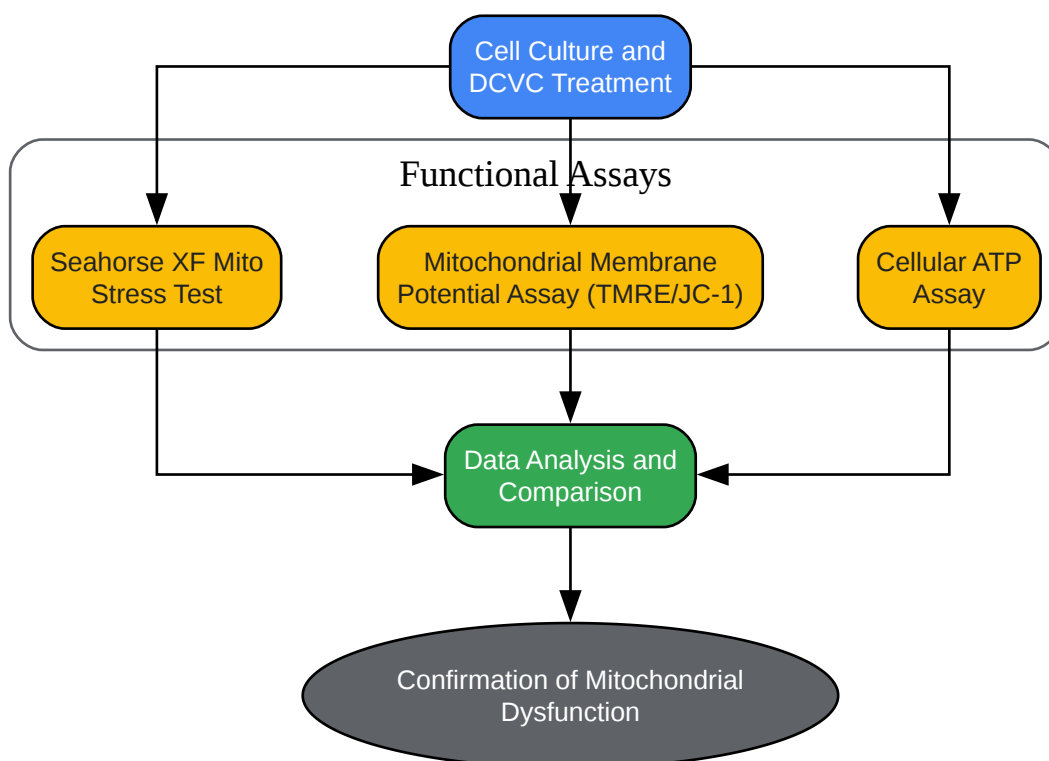 Cell Culture and
DCVC Treatment
Functional Assays
Seahorse XF Mito
Stress Test
Mitochondrial Membrane
Potential Assay (TMRE/JC-1)
Cellular ATP
Assay
Data Analysis and
Comparison
Confirmation of Mitochondrial
Dysfunction